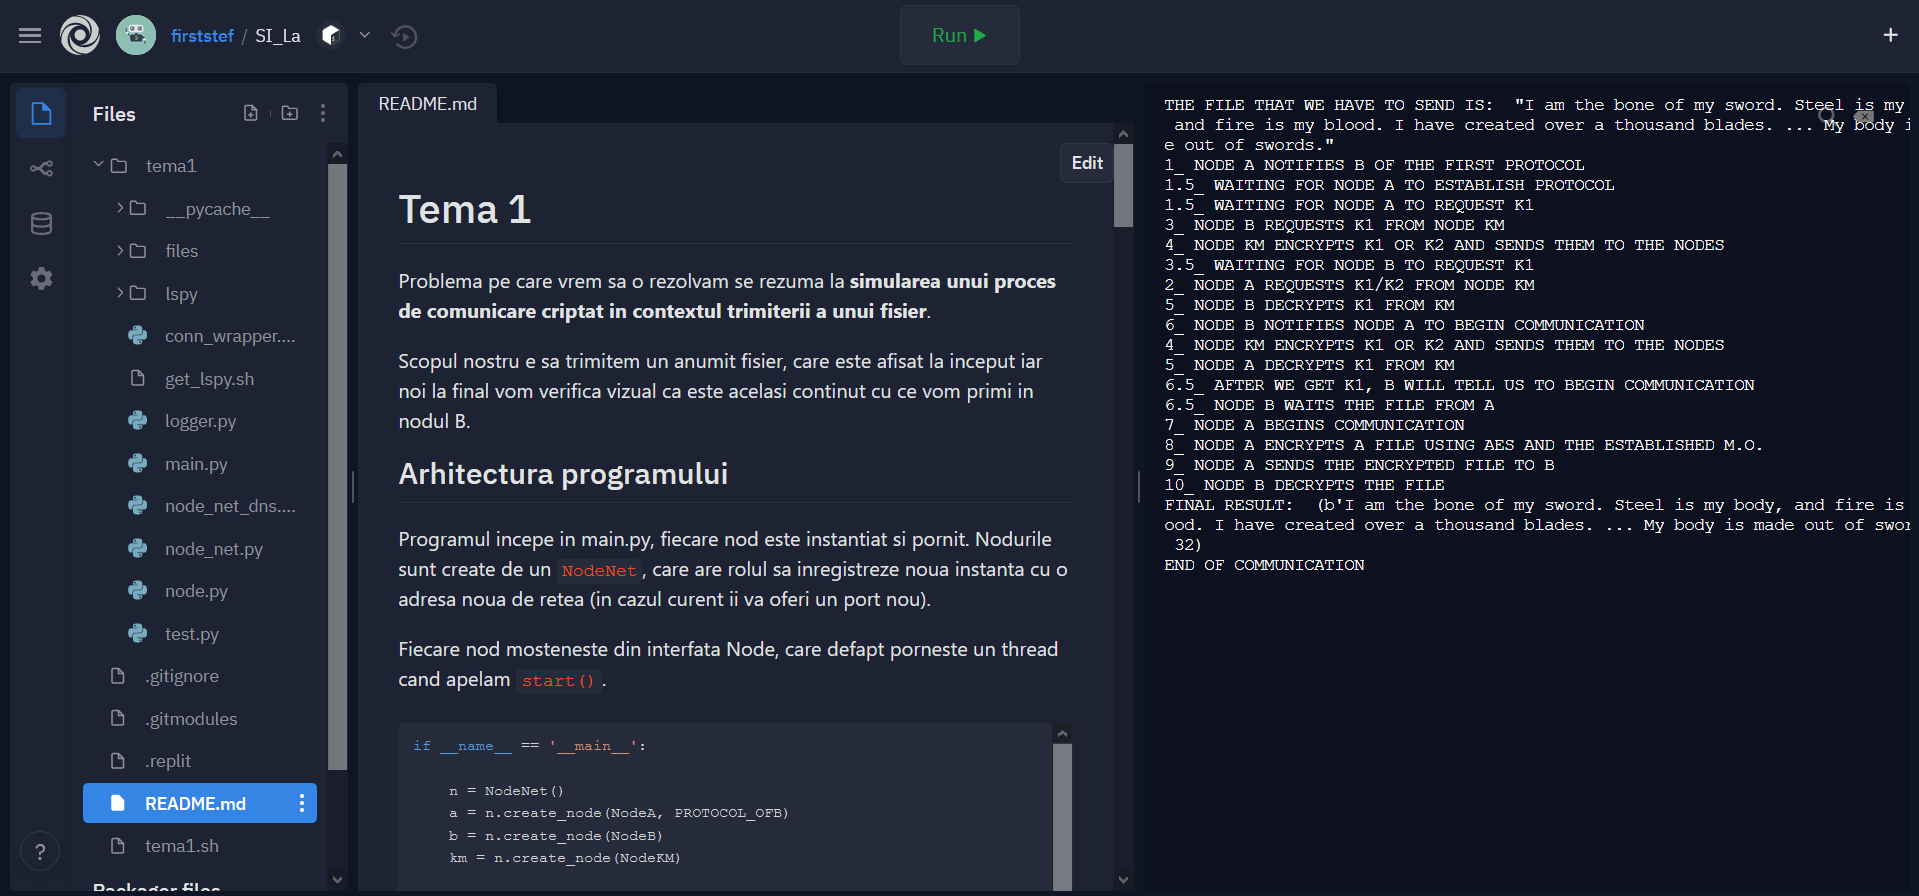 firststef / SI_La
Run
Files
tema1
__pycache__
files
lspy
conn_wrapper....
get_lspy.sh
logger.py
main.py
node_net_dns....
node_net.py
node.py
test.py
.gitignore
.gitmodules
.replit
README.md
tema1.sh
Packager files
?
README.md
Edit
Tema 1
Problema pe care vrem sa o rezolvam se rezuma la simularea unui proces
de comunicare criptat in contextul trimiterii a unui fisier.
Scopul nostru e sa trimitem un anumit fisier, care este afisat la inceput iar
noi la final vom verifica vizual ca este acelasi continut cu ce vom primi in
nodul B.
Arhitectura programului
Programul incepe in main.py, fiecare nod este instantiat si pornit. Nodurile
sunt create de un NodeNet, care are rolul sa inregistreze noua instanta cu o
adresa noua de retea (in cazul curent ii va oferi un port nou).
Fiecare nod mosteneste din interfata Node, care defapt porneste un thread
cand apelam start().
if __name__ == '__main__':
n = NodeNet()
a = n.create_node(NodeA, PROTOCOL_OFB)
b = n.create_node(NodeB)
km = n.create_node(NodeKM)
THE FILE THAT WE HAVE TO SEND IS:  "I am the bone of my sword. Steel is my
and fire is my blood. I have created over a thousand blades. ... My body i
e out of swords."
1_ NODE A NOTIFIES B OF THE FIRST PROTOCOL
1.5_ WAITING FOR NODE A TO ESTABLISH PROTOCOL
1.5_ WAITING FOR NODE A TO REQUEST K1
3_ NODE B REQUESTS K1 FROM NODE KM
4_ NODE KM ENCRYPTS K1 OR K2 AND SENDS THEM TO THE NODES
3.5_ WAITING FOR NODE B TO REQUEST K1
2_ NODE A REQUESTS K1/K2 FROM NODE KM
5_ NODE B DECRYPTS K1 FROM KM
6_ NODE B NOTIFIES NODE A TO BEGIN COMMUNICATION
4_ NODE KM ENCRYPTS K1 OR K2 AND SENDS THEM TO THE NODES
5_ NODE A DECRYPTS K1 FROM KM
6.5_ AFTER WE GET K1, B WILL TELL US TO BEGIN COMMUNICATION
6.5_ NODE B WAITS THE FILE FROM A
7_ NODE A BEGINS COMMUNICATION
8_ NODE A ENCRYPTS A FILE USING AES AND THE ESTABLISHED M.O.
9_ NODE A SENDS THE ENCRYPTED FILE TO B
10_ NODE B DECRYPTS THE FILE
FINAL RESULT:  (b'I am the bone of my sword. Steel is my body, and fire is
ood. I have created over a thousand blades. ... My body is made out of swor
32)
END OF COMMUNICATION